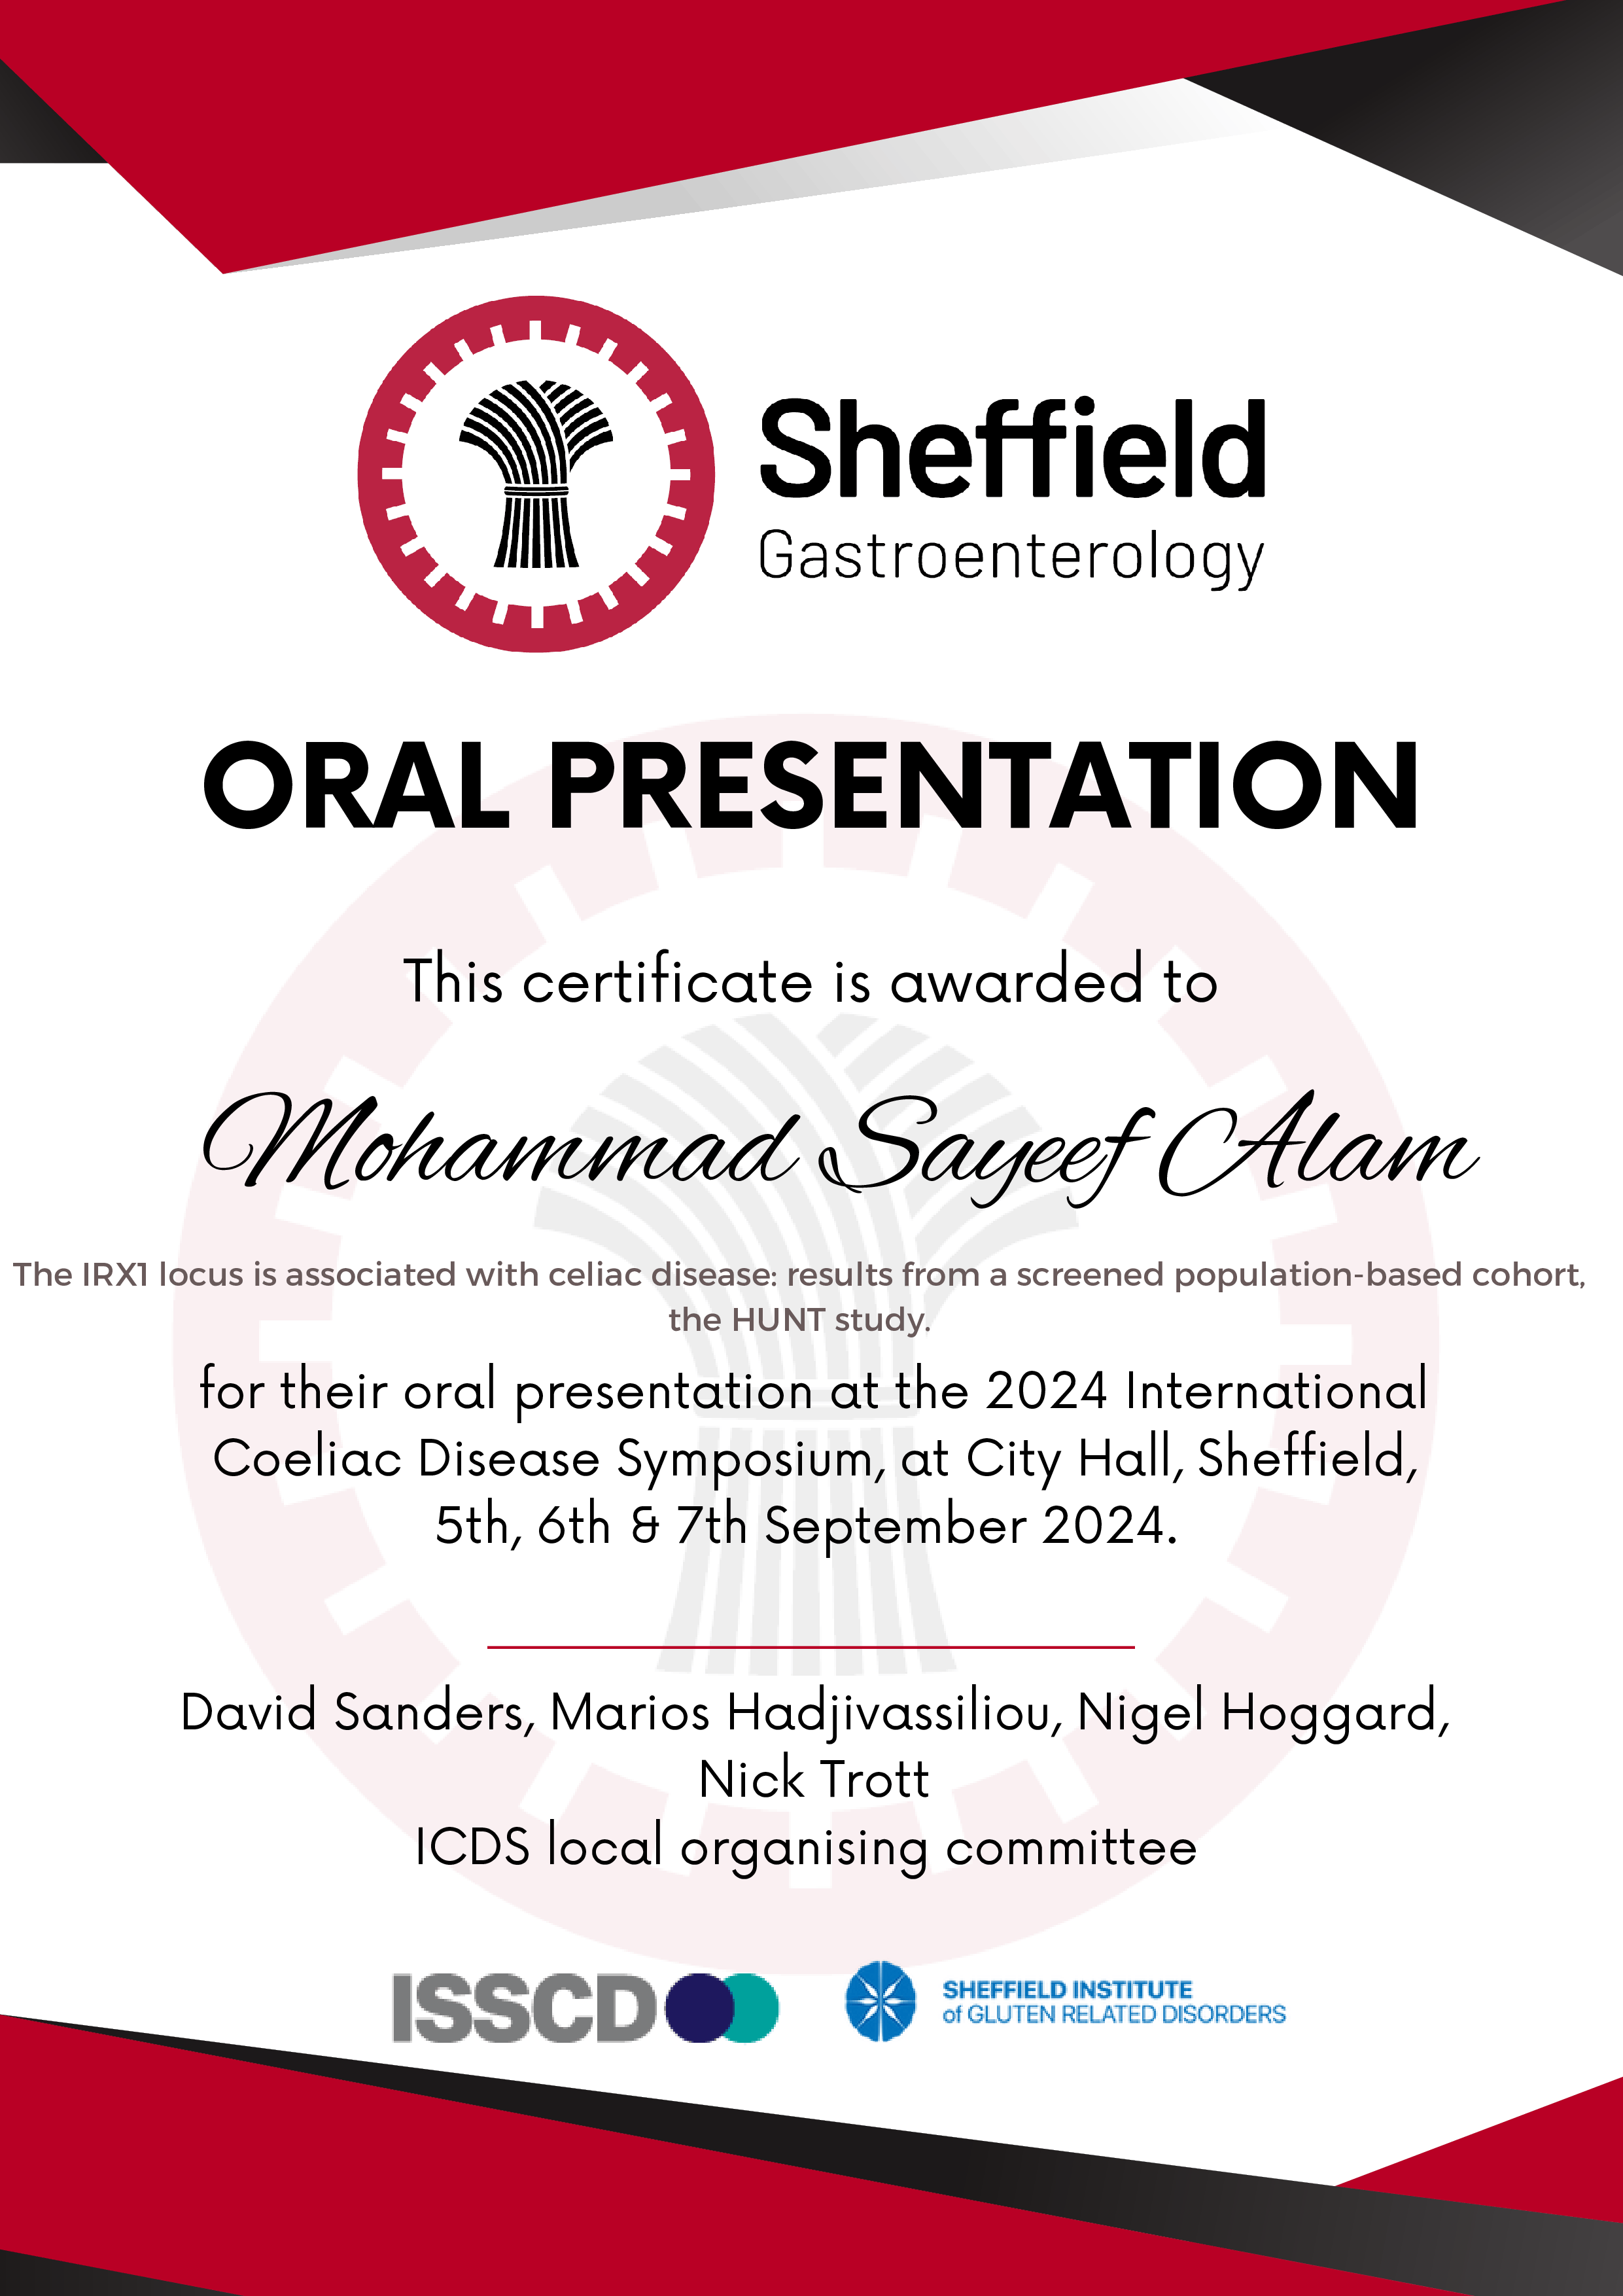 Sheffield
Gastroenterology
ORAL PRESENTATION
This certificate is awarded to
Mohammad Sayeef Alam
The IRX1 locus is associated with celiac disease: results from a screened population-based cohort,
the HUNT study.
for their oral presentation at the 2024 International
Coeliac Disease Symposium, at City Hall, Sheffield,
5th, 6th & 7th September 2024.
David Sanders, Marios Hadjivassiliou, Nigel Hoggard,
Nick Trott
ICDS local organising committee
ISSCD
SHEFFIELD INSTITUTE
of GLUTEN RELATED DISORDERS